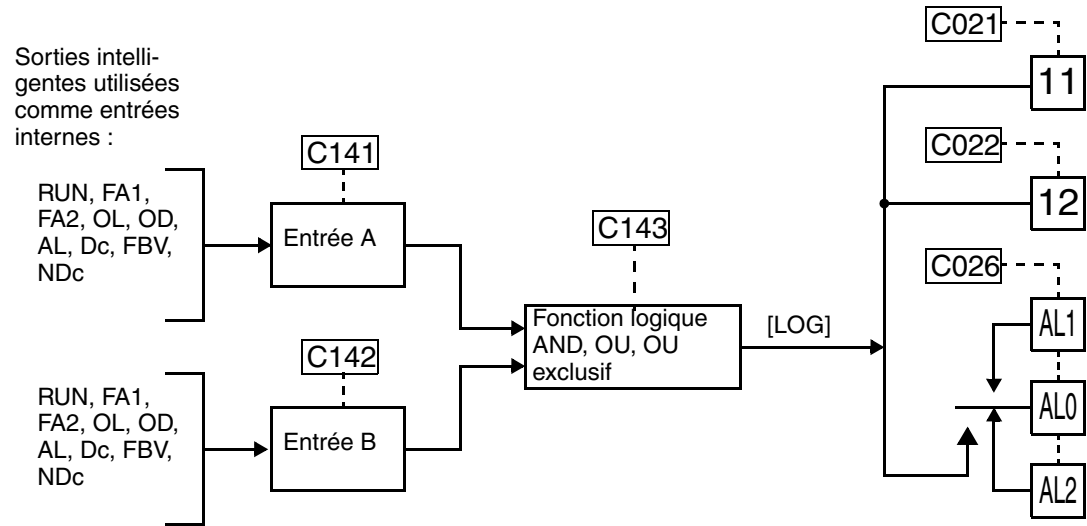 Sorties intelli-
gentes utilisées
comme entrées
internes :
RUN, FA1,
FA2, OL, OD,
AL, Dc, FBV,
NDc
C141
Entrée A
RUN, FA1,
FA2, OL, OD,
AL, Dc, FBV,
NDc
C142
Entrée B
C143
Fonction logique
AND, OU, OU
exclusif
[LOG]
C021
11
C022
12
C026
AL1
AL0
AL2